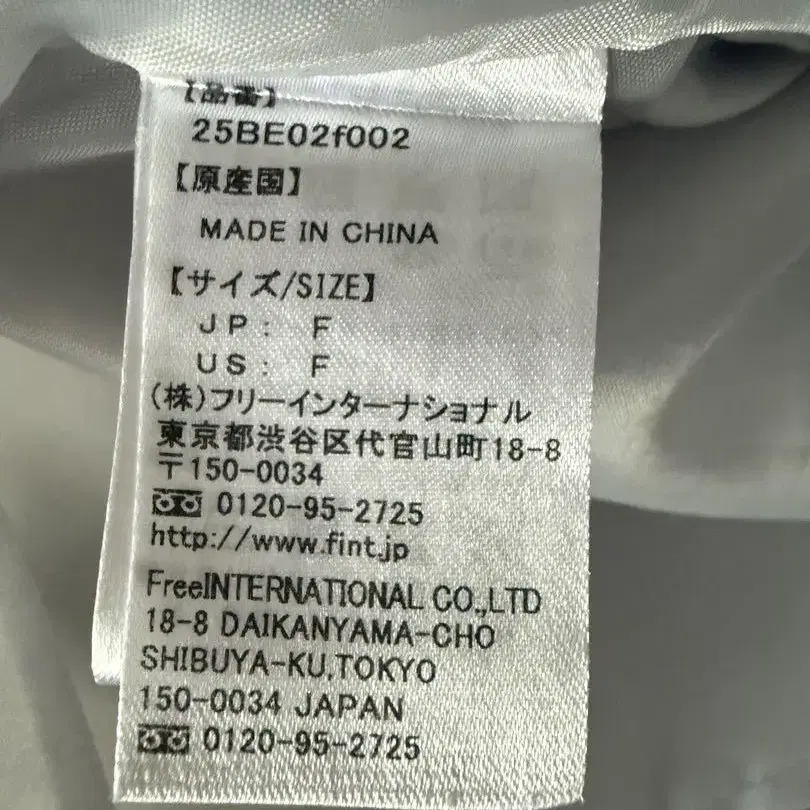 【品番】
25BE02f002
【原産国】
MADE IN CHINA
【サイズ/SIZE】
JP: F
US: F
(株)フリーインターナショナル
東京都渋谷区代官山町18-8
〒150-0034
0120-95-2725
http://www.fint.jp
FreeINTERNATIONAL CO.,LTD
18-8 DAIKANYAMA-CHO
SHIBUYA-KU,TOKYO
150-0034 JAPAN
0120-95-2725